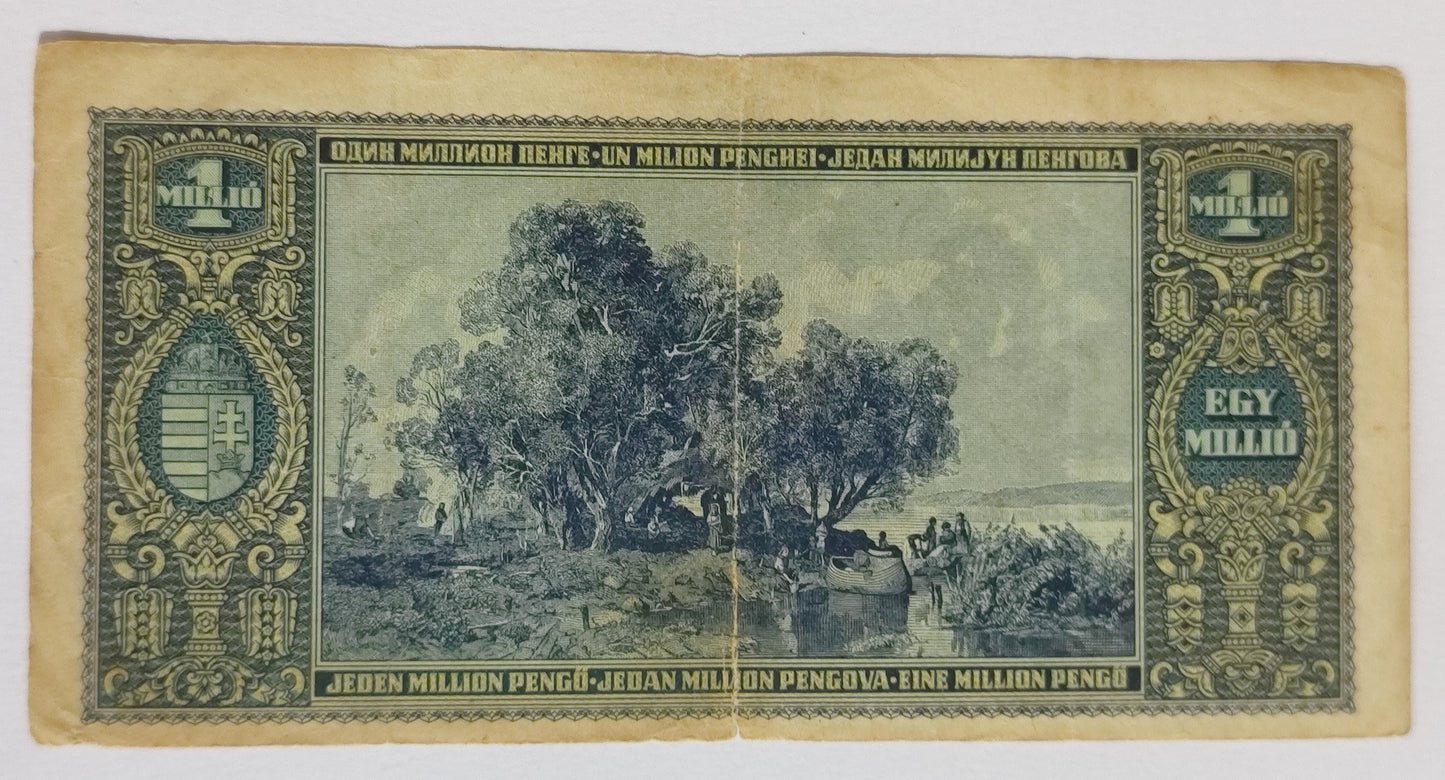 ОДИН МИЛЛИОН ПЕНГЕ•UN MILION PENGHEI•ЈЕДАН МИЛИЈУН ПЕНГОВА
1
MILLIÓ
1
MILLIÓ
EGY
MILLIÓ
JEDEN MILLION PENGŐ•JEDAN MILIJON PENGOVA•EINE MILLION PENGŐ